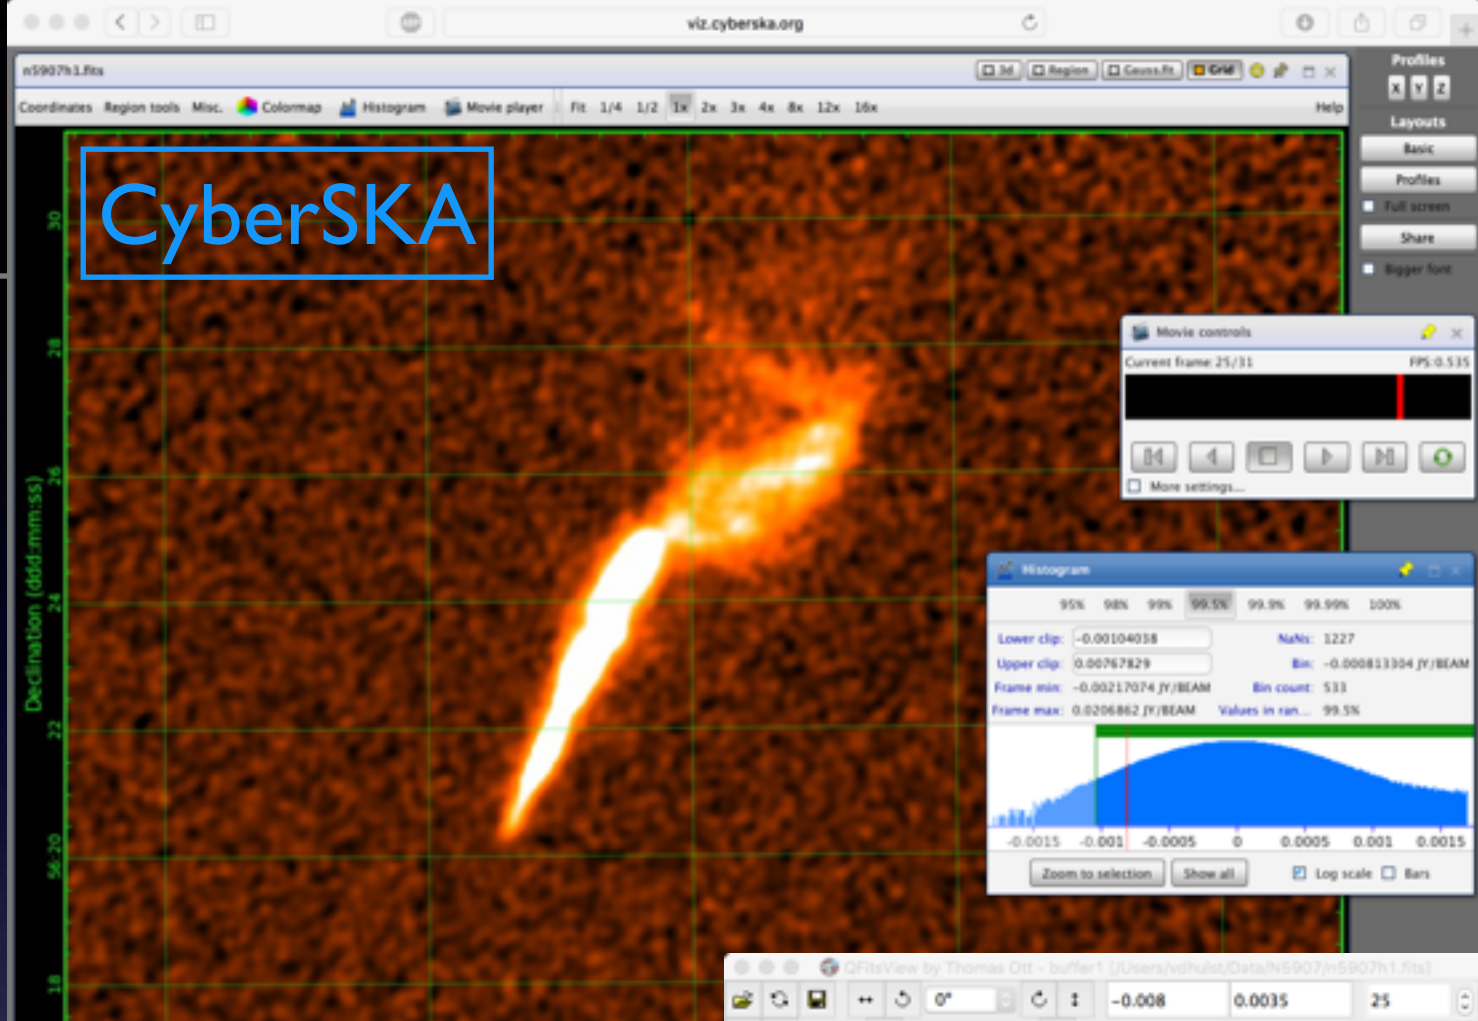 viz.cyberska.org
n5907h1.fits
3d Region Gauss.fit Grid
Coordinates Region tools Misc. Colormap Histogram Movie player Fit 1/4 1/2 1x 2x 3x 4x 8x 12x 16x Help
Profiles
X Y Z
Layouts
Basic
Profiles
Full screen
Share
Bigger font
CyberSKA
30
28
26
24
22
56:20
18
Declination (ddd:mm:ss)
Movie controls
Current frame: 25/31 FPS: 0.535
More settings...
Histogram
95% 98% 99% 99.5% 99.9% 99.99% 100%
Lower clip: -0.00104038 NaNs: 1227
Upper clip: 0.00767829 Bin: -0.000813304 JY/BEAM
Frame min: -0.00217074 JY/BEAM Bin count: 533
Frame max: 0.0206862 JY/BEAM Values in ran... 99.5%
-0.0015 -0.001 -0.0005 0 0.0005 0.001 0.0015
Zoom to selection Show all Log scale Bars
QFitsView by Thomas Ott - buffer1 [/Users/vdhulst/Data/N5907/n5907h1.fits]
0° -0.008 0.0035 25